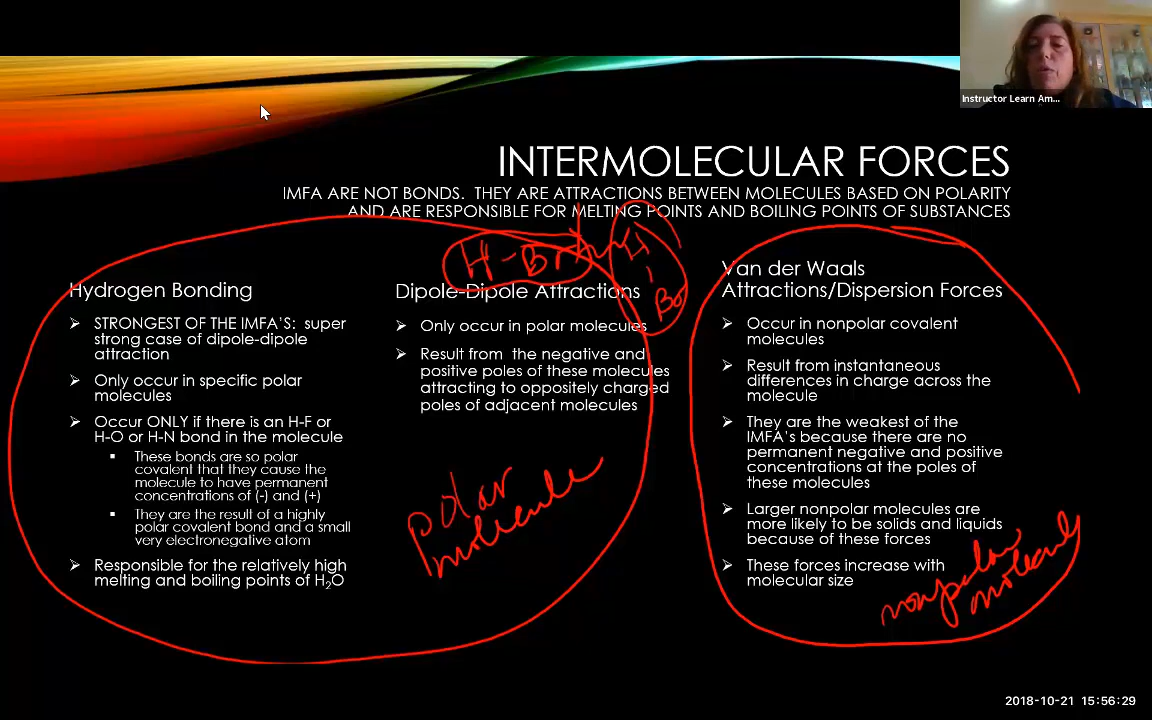 Instructor Learn Am...
INTERMOLECULAR FORCES
IMFA ARE NOT BONDS. THEY ARE ATTRACTIONS BETWEEN MOLECULES BASED ON POLARITY
AND ARE RESPONSIBLE FOR MELTING POINTS AND BOILING POINTS OF SUBSTANCES
H-Br
H
-
Br
Hydrogen Bonding
➢ STRONGEST OF THE IMFA'S: super
strong case of dipole-dipole
attraction
➢ Only occur in specific polar
molecules
➢ Occur ONLY if there is an H-F or
H-O or H-N bond in the molecule
▪ These bonds are so polar
covalent that they cause the
molecule to have permanent
concentrations of (-) and (+)
▪ They are the result of a highly
polar covalent bond and a small
very electronegative atom
➢ Responsible for the relatively high
melting and boiling points of H₂O
Dipole-Dipole Attractions
➢ Only occur in polar molecules
➢ Result from the negative and
positive poles of these molecules
attracting to oppositely charged
poles of adjacent molecules
polar
molecule
Van der Waals
Attractions/Dispersion Forces
➢ Occur in nonpolar covalent
molecules
➢ Result from instantaneous
differences in charge across the
molecule
➢ They are the weakest of the
IMFA's because there are no
permanent negative and positive
concentrations at the poles of
these molecules
➢ Larger nonpolar molecules are
more likely to be solids and liquids
because of these forces
➢ These forces increase with
molecular size
nonpolar
2018-10-21 15:56:29